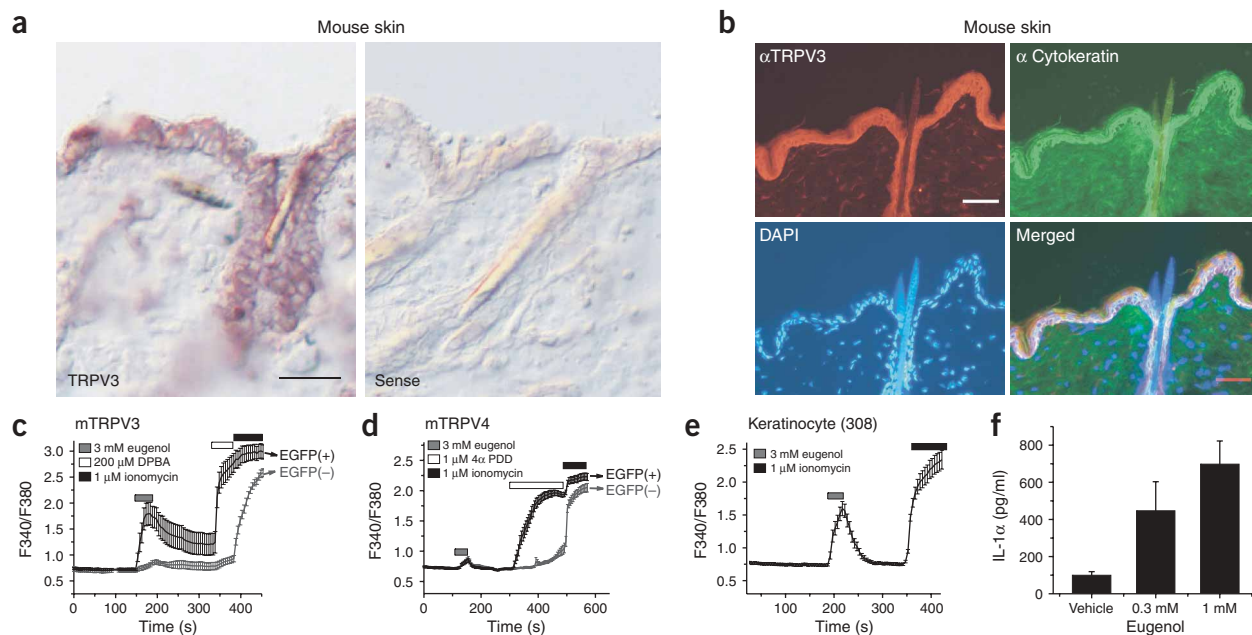 a
Mouse skin
TRPV3
Sense
b
Mouse skin
αTRPV3
α Cytokeratin
DAPI
Merged
c
mTRPV3
3 mM eugenol
200 μM DPBA
1 μM ionomycin
EGFP(+)
EGFP(−)
F340/F380
3.0
2.5
2.0
1.5
1.0
0.5
0 100 200 300 400
Time (s)
d
mTRPV4
3 mM eugenol
1 μM 4α PDD
1 μM ionomycin
EGFP(+)
EGFP(−)
F340/F380
2.5
2.0
1.5
1.0
0.5
0 200 400 600
Time (s)
e
Keratinocyte (308)
3 mM eugenol
1 μM ionomycin
F340/F380
2.5
2.0
1.5
1.0
0.5
100 200 300 400
Time (s)
f
IL-1α (pg/ml)
800
600
400
200
0
Vehicle 0.3 mM 1 mM
Eugenol